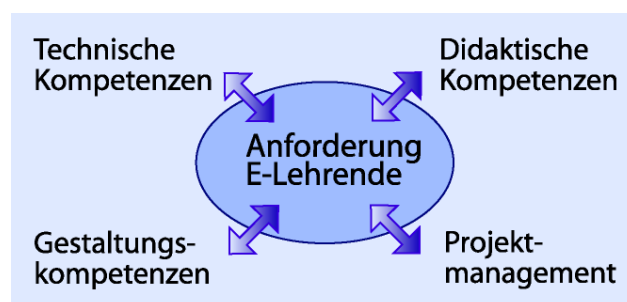 Technische
Kompetenzen
Didaktische
Kompetenzen
Anforderung
E-Lehrende
Gestaltungs-
kompetenzen
Projekt-
management